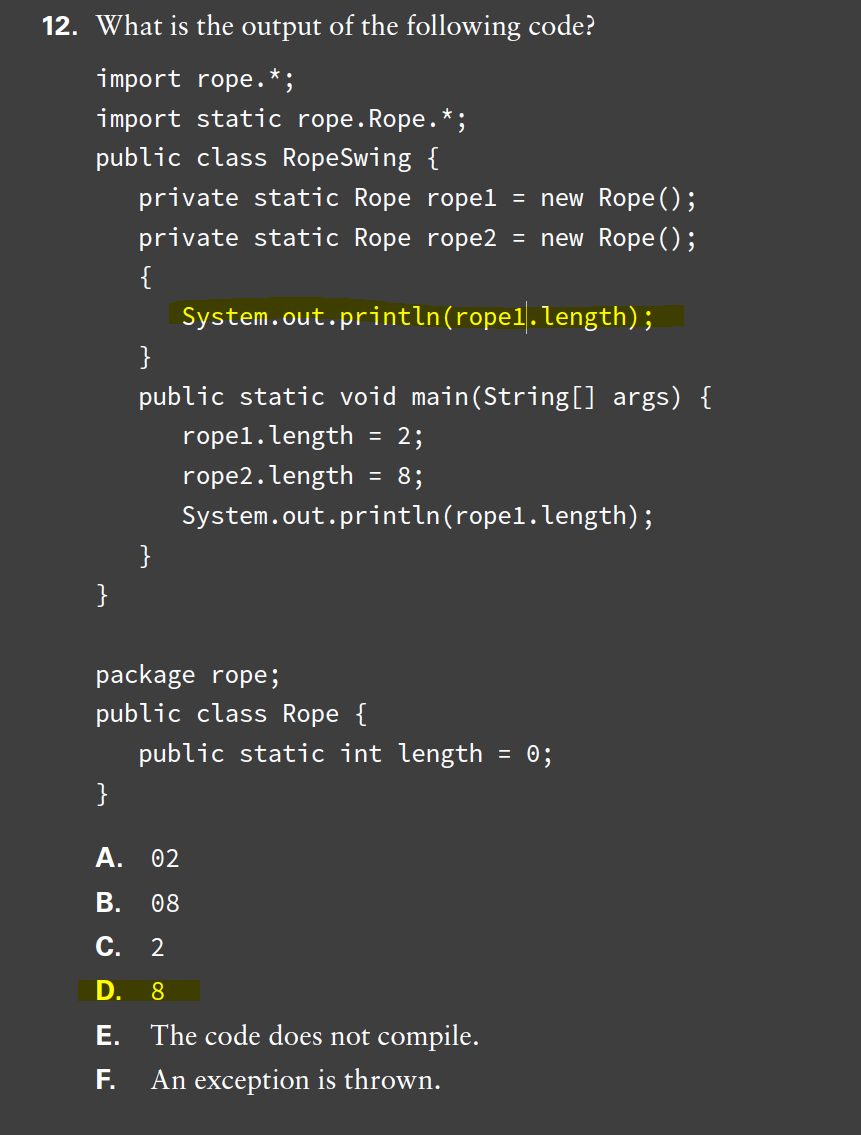 12. What is the output of the following code?
import rope.*;
import static rope.Rope.*;
public class RopeSwing {
   private static Rope rope1 = new Rope();
   private static Rope rope2 = new Rope();
   {
      System.out.println(rope1.length);
   }
   public static void main(String[] args) {
      rope1.length = 2;
      rope2.length = 8;
      System.out.println(rope1.length);
   }
}
package rope;
public class Rope {
   public static int length = 0;
}
A. 02
B. 08
C. 2
D. 8
E. The code does not compile.
F. An exception is thrown.